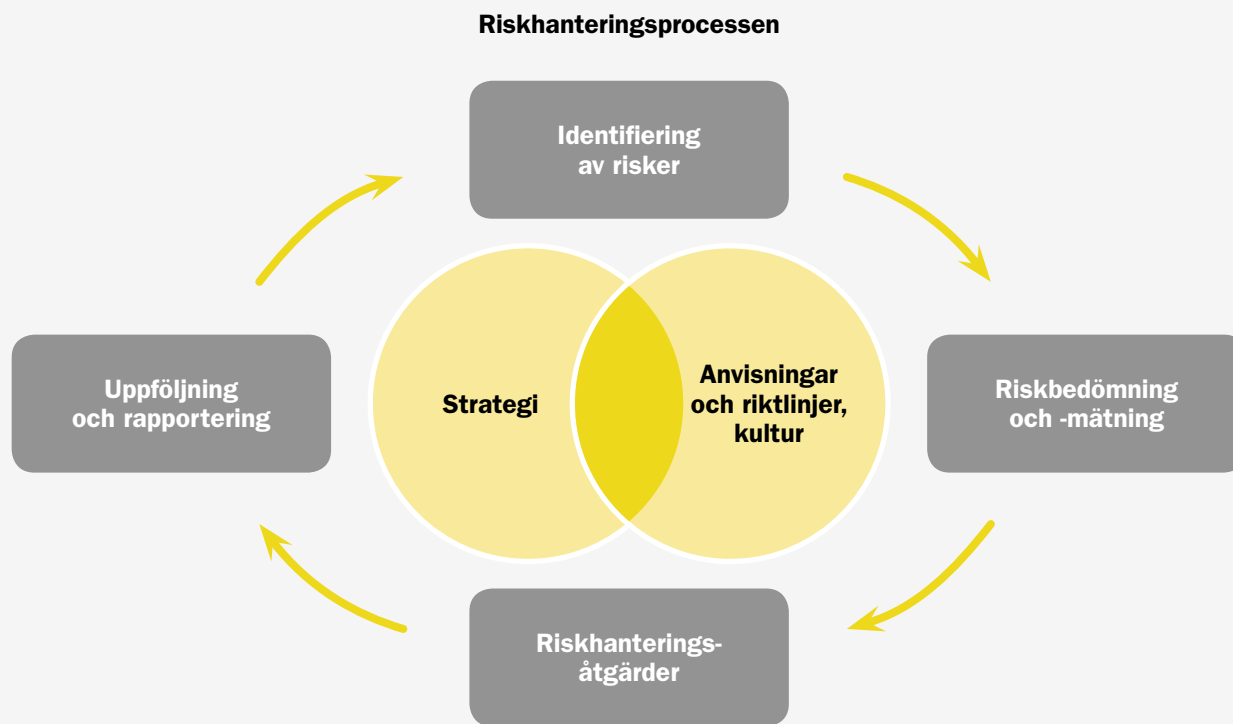 Riskhanteringsprocessen
Identifiering
av risker
Uppföljning
och rapportering
Strategi
Anvisningar
och riktlinjer,
kultur
Riskbedömning
och -mätning
Riskhanterings-
åtgärder